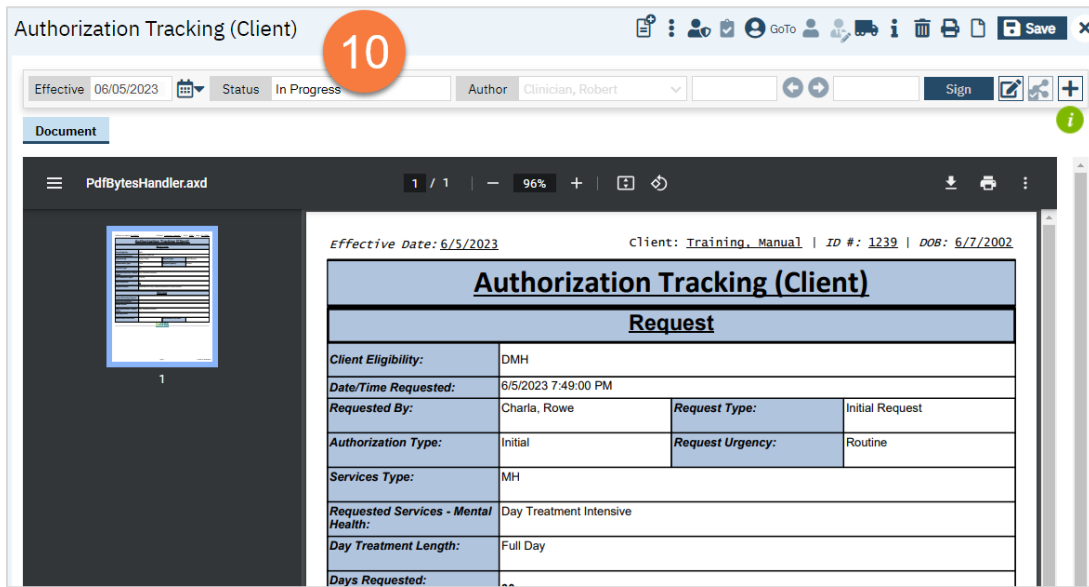 Authorization Tracking (Client)
10
GoTo
Save
Effective 06/05/2023 Status In Progress Author Clinician, Robert Sign
Document
PdfBytesHandler.axd 1 / 1 96%
Effective Date: 6/5/2023 Client: Training, Manual | ID #: 1239 | DOB: 6/7/2002
Authorization Tracking (Client)
Request
Client Eligibility: DMH
Date/Time Requested: 6/5/2023 7:49:00 PM
Requested By: Charla, Rowe Request Type: Initial Request
Authorization Type: Initial Request Urgency: Routine
Services Type: MH
Requested Services - Mental Day Treatment Intensive
Health:
Day Treatment Length: Full Day
Days Requested:
1